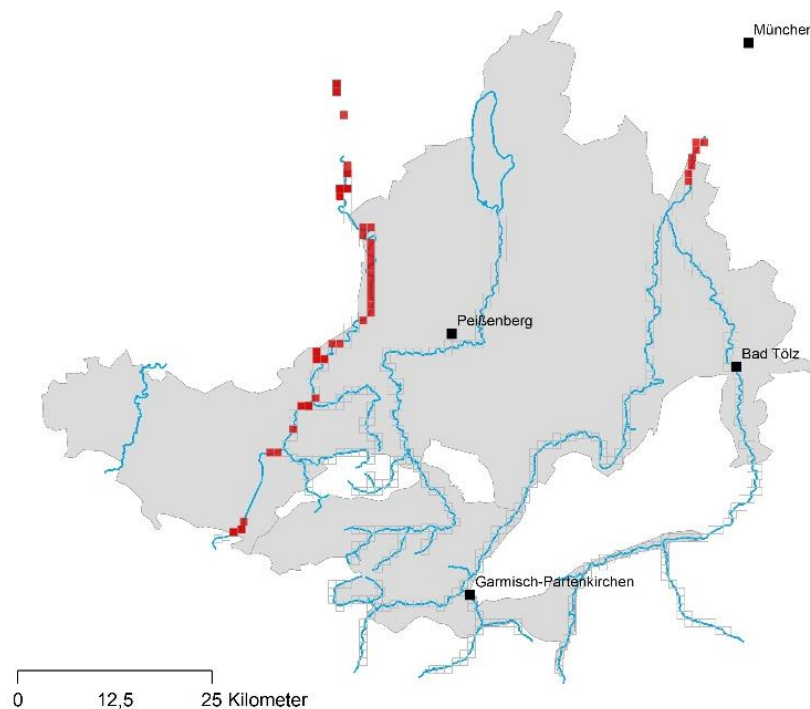 München
Peißenberg
Bad Tölz
Garmisch-Partenkirchen
0 12,5 25 Kilometer